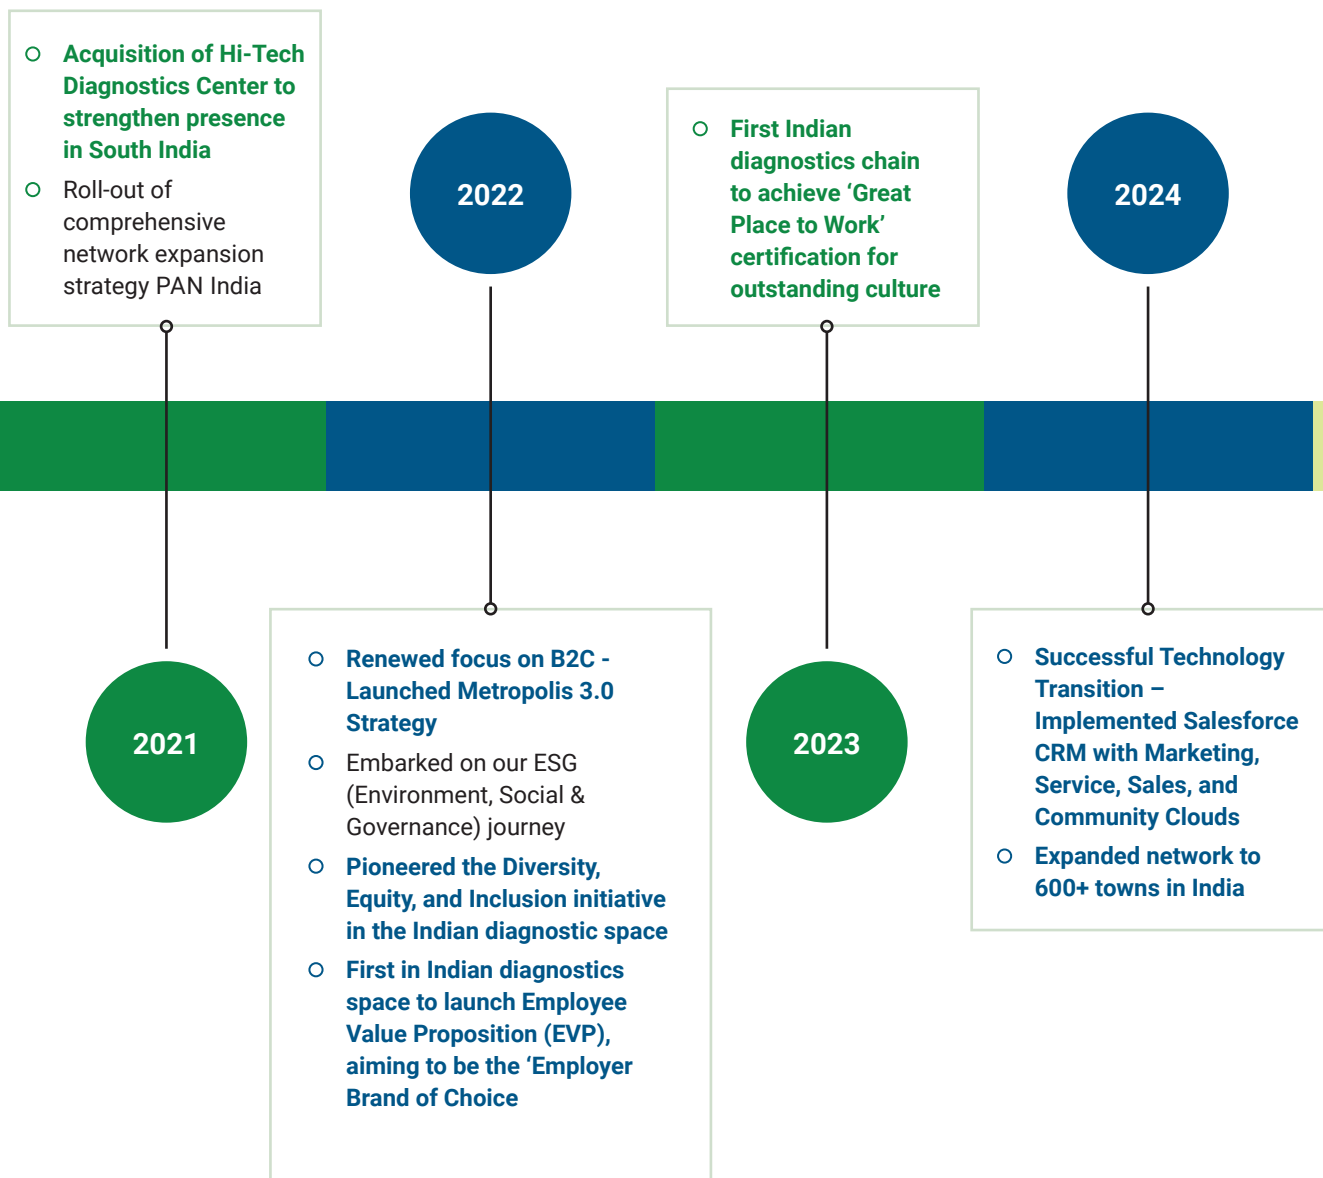 Acquisition of Hi-Tech
Diagnostics Center to
strengthen presence
in South India
Roll-out of
comprehensive
network expansion
strategy PAN India
2021
2022
Renewed focus on B2C -
Launched Metropolis 3.0
Strategy
Embarked on our ESG
(Environment, Social &
Governance) journey
Pioneered the Diversity,
Equity, and Inclusion initiative
in the Indian diagnostic space
First in Indian diagnostics
space to launch Employee
Value Proposition (EVP),
aiming to be the ‘Employer
Brand of Choice
First Indian
diagnostics chain
to achieve ‘Great
Place to Work’
certification for
outstanding culture
2023
2024
Successful Technology
Transition –
Implemented Salesforce
CRM with Marketing,
Service, Sales, and
Community Clouds
Expanded network to
600+ towns in India